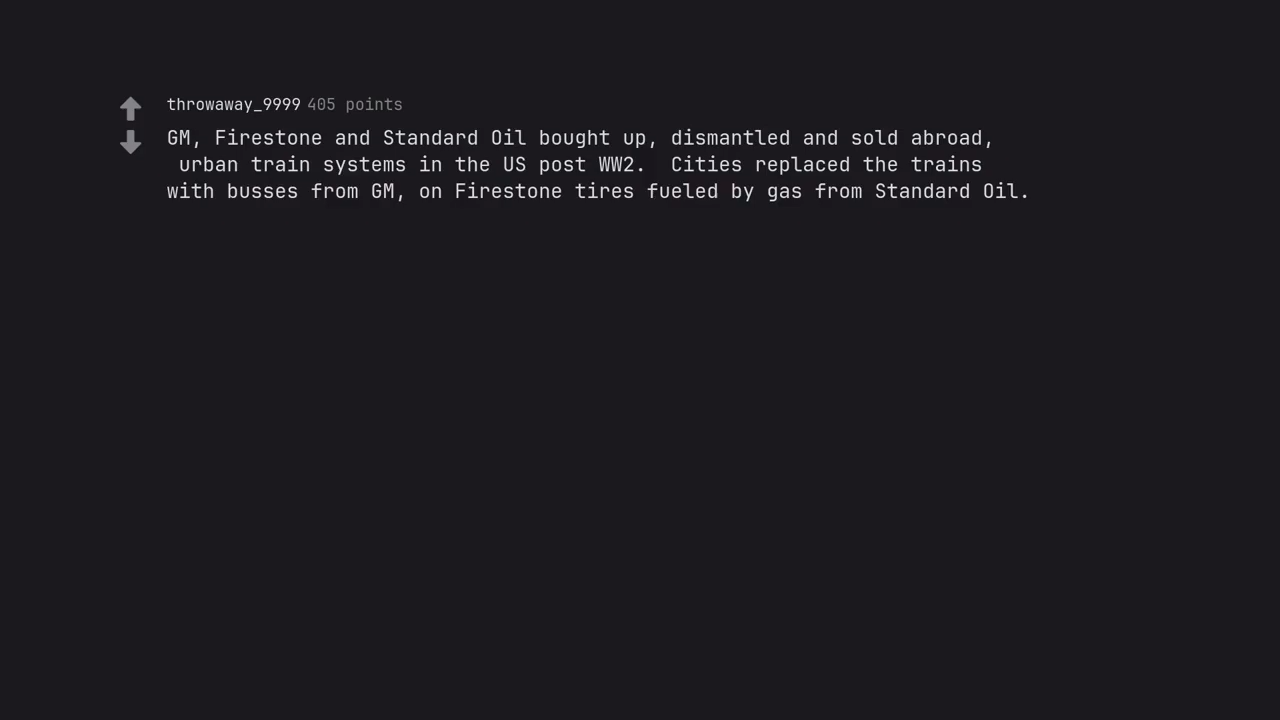 throwaway_9999 405 points
GM, Firestone and Standard Oil bought up, dismantled and sold abroad,
urban train systems in the US post WW2.  Cities replaced the trains
with busses from GM, on Firestone tires fueled by gas from Standard Oil.